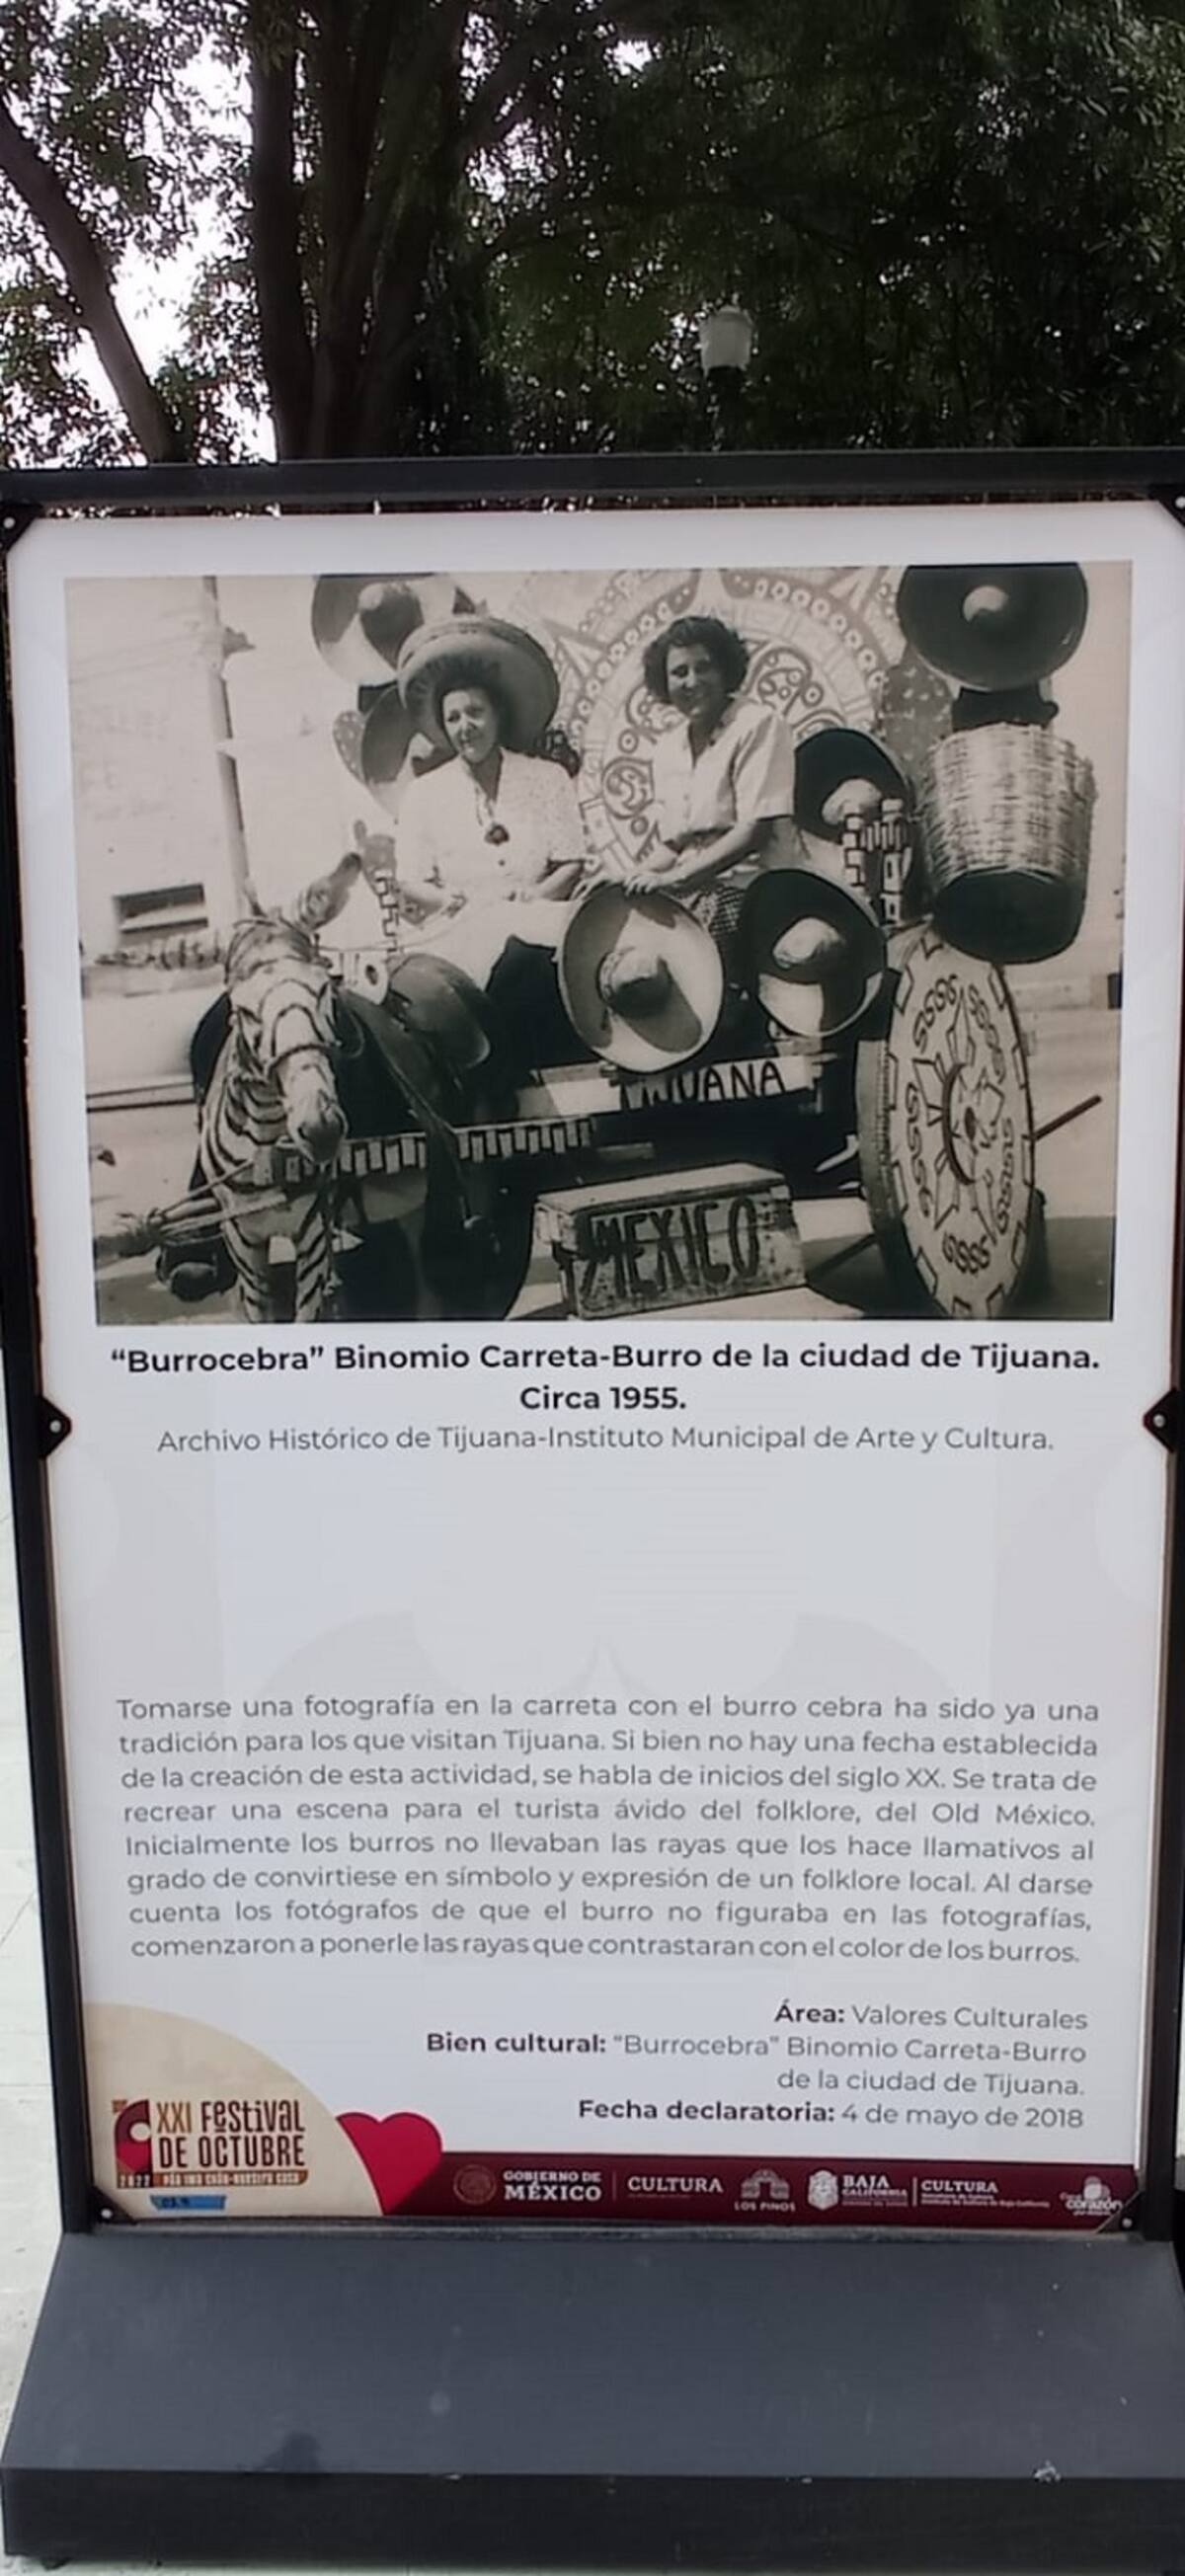 TIJUANA
MEXICO
“Burrocebra” Binomio Carreta-Burro de la ciudad de Tijuana.
Circa 1955.
Archivo Histórico de Tijuana-Instituto Municipal de Arte y Cultura.
Tomarse una fotografía en la carreta con el burro cebra ha sido ya una
tradición para los que visitan Tijuana. Si bien no hay una fecha establecida
de la creación de esta actividad, se habla de inicios del siglo XX. Se trata de
recrear una escena para el turista ávido del folklore, del Old México.
Inicialmente los burros no llevaban las rayas que los hace llamativos al
grado de convirtiese en símbolo y expresión de un folklore local. Al darse
cuenta los fotógrafos de que el burro no figuraba en las fotografías,
comenzaron a ponerle las rayas que contrastaran con el color de los burros.
Área: Valores Culturales
Bien cultural: "Burrocebra" Binomio Carreta-Burro
de la ciudad de Tijuana.
Fecha declaratoria: 4 de mayo de 2018
XXI FESTIVAL
DE OCTUBRE
2022
GOBIERNO DE
MÉXICO
CULTURA
LOS PINOS
BAJA
CALIFORNIA
CULTURA
corazón